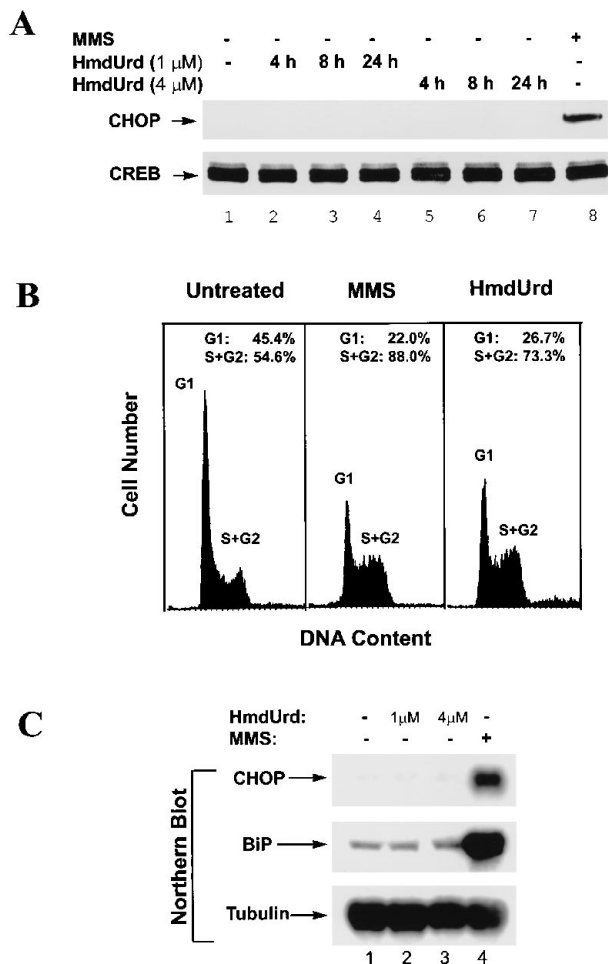 A
MMS - - - - - - - +
HmdUrd (1 µM) - 4 h 8 h 24 h -
HmdUrd (4 µM) 4 h 8 h 24 h -
CHOP
CREB
1 2 3 4 5 6 7 8
B
Untreated MMS HmdUrd
G1: 45.4% G1: 22.0% G1: 26.7%
S+G2: 54.6% S+G2: 88.0% S+G2: 73.3%
G1 G1 G1
S+G2 S+G2 S+G2
Cell Number
DNA Content
C
HmdUrd: - 1µM 4µM -
MMS: - - - +
CHOP
BiP
Tubulin
Northern Biot
1 2 3 4